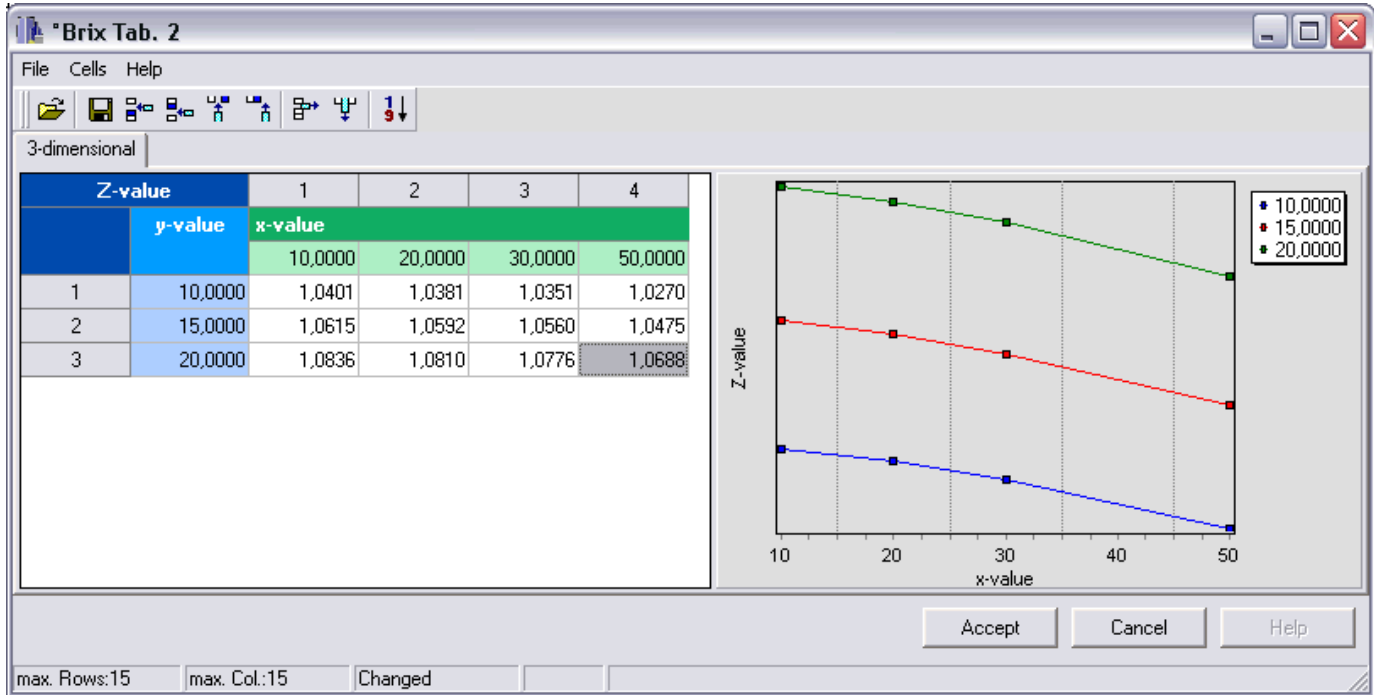 °Brix Tab. 2
File Cells Help
3-dimensional
Z-value 1 2 3 4
y-value x-value
10,0000 20,0000 30,0000 50,0000
1 10,0000 1,0401 1,0381 1,0351 1,0270
2 15,0000 1,0615 1,0592 1,0560 1,0475
3 20,0000 1,0836 1,0810 1,0776 1,0688
Z-value
10 20 30 40 50
x-value
10,0000
15,0000
20,0000
Accept Cancel Help
max. Rows:15 max. Col.:15 Changed